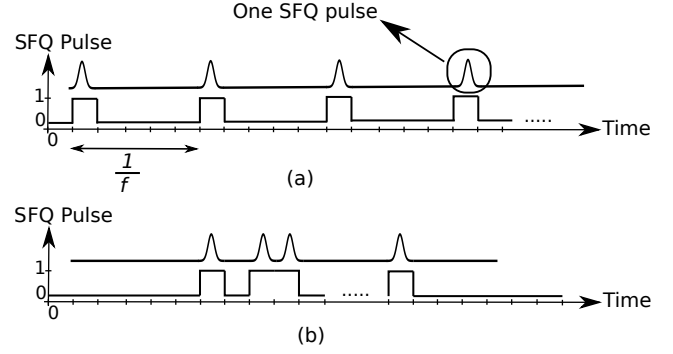 One SFQ pulse
SFQ Pulse
1
0
0
.....
Time
1
f
(a)
SFQ Pulse
1
0
0
.....
Time
(b)